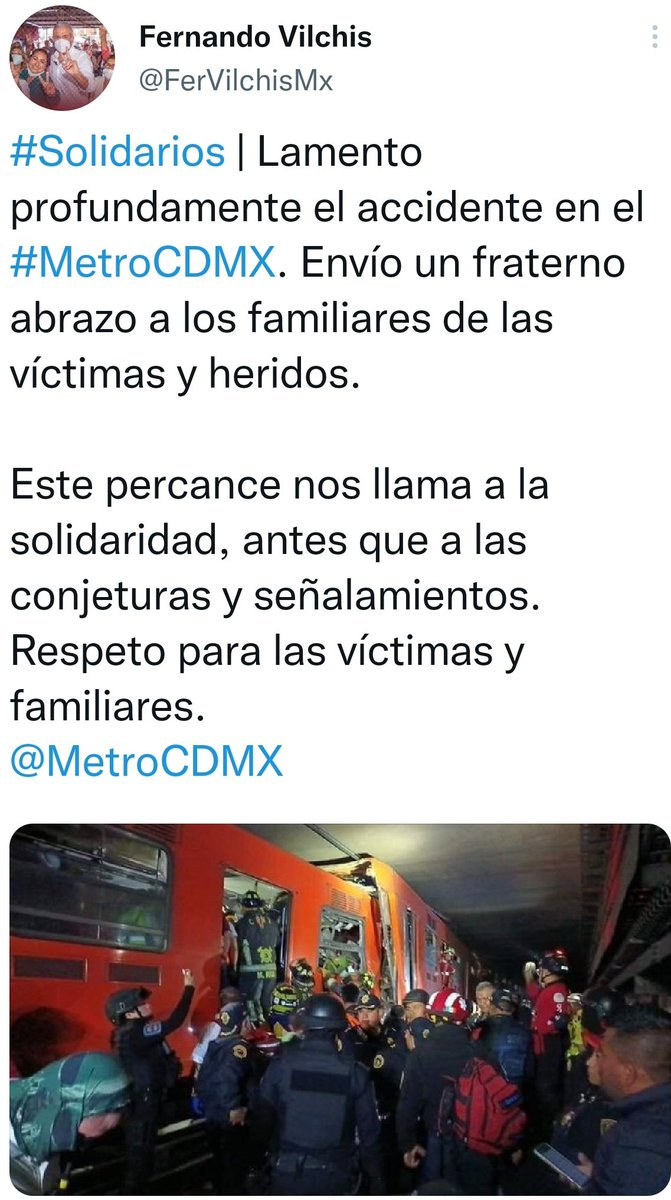 Fernando Vilchis
@FerVilchisMx
#Solidarios | Lamento
profundamente el accidente en el
#MetroCDMX. Envío un fraterno
abrazo a los familiares de las
víctimas y heridos.
Este percance nos llama a la
solidaridad, antes que a las
conjeturas y señalamientos.
Respeto para las víctimas y
familiares.
@MetroCDMX